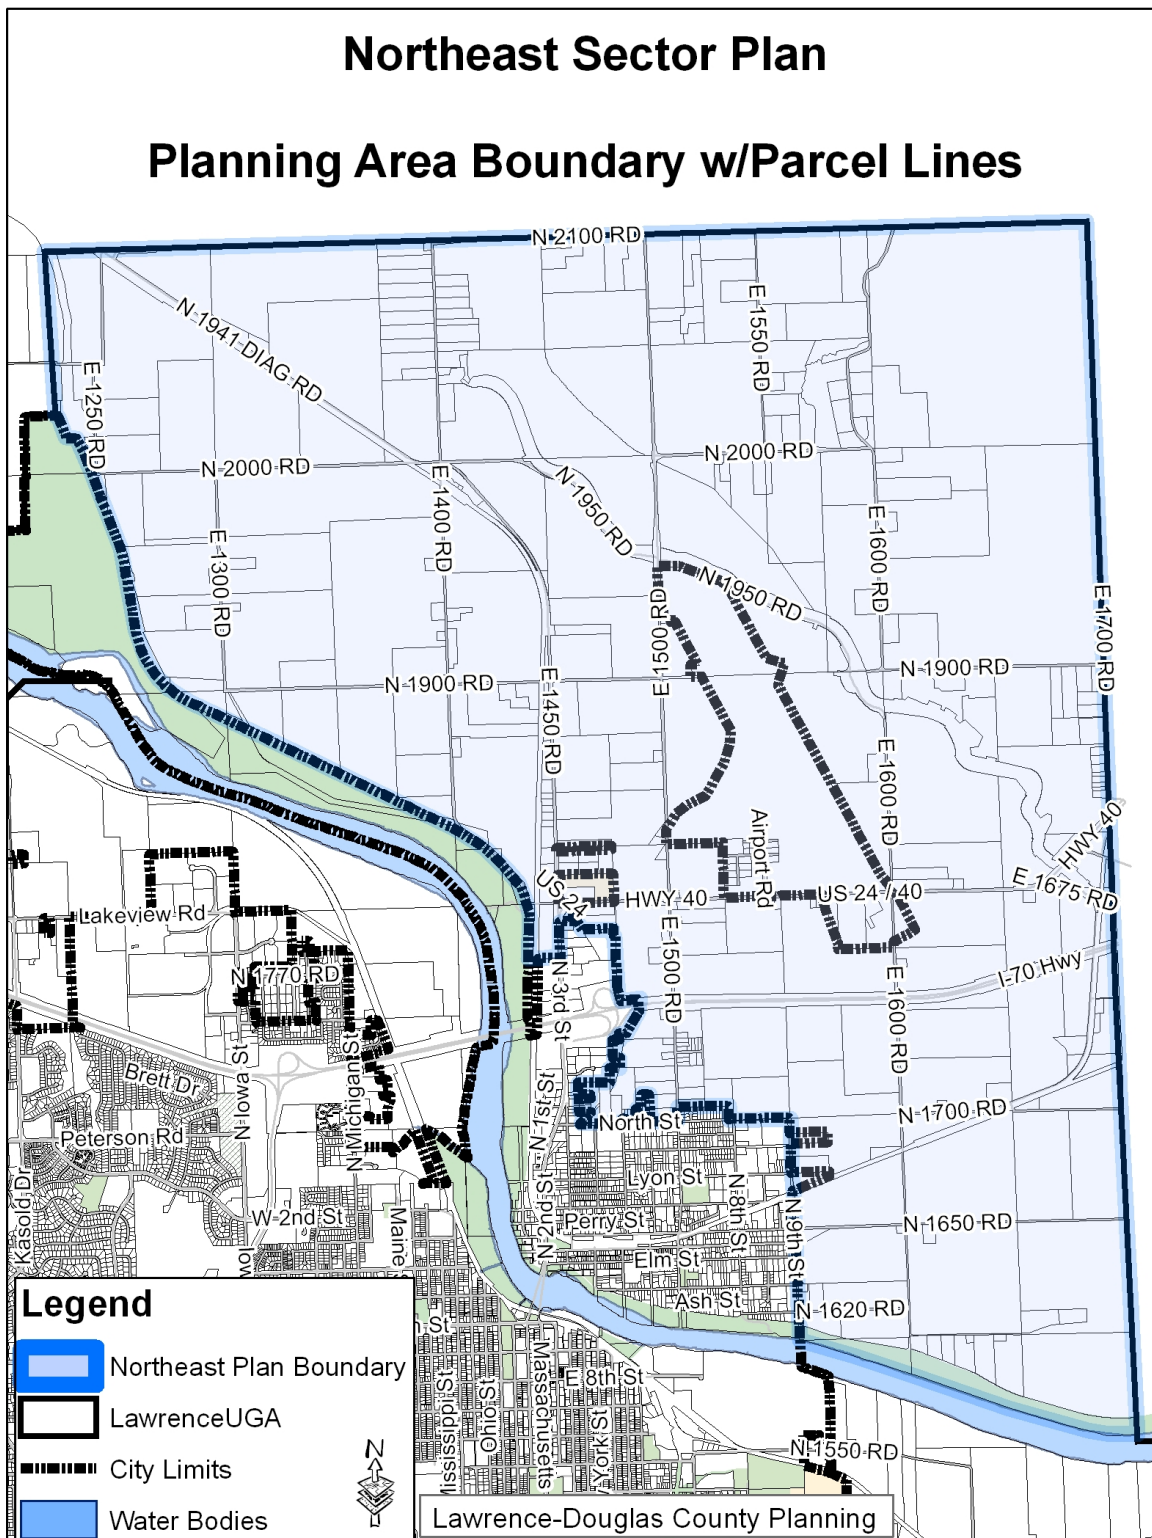 Northeast Sector Plan
Planning Area Boundary w/Parcel Lines
N 2100 RD
N 1941 DIAG RD
E 1550 RD
E 1250 RD
N 2000 RD
N 2000 RD
E 1400 RD
N 1950 RD
E 1300 RD
E 1600 RD
N 1950 RD
E 1500 RD
E 1700 RD
N 1900 RD
N 1900 RD
E 1450 RD
E 1600 RD
Airport Rd
HWY 40
US 24
HWY 40
US 24 / 40
E 1675 RD
Lakeview Rd
N 1770 RD
N 3rd St
E 1500 RD
I-70 Hwy
E 1600 RD
N Iowa St
N Michigan St
Brett Dr
N 1st St
North St
N 1700 RD
Peterson Rd
Kasold Dr
Lyon St
N 8th St
W 2nd St
Maine
N 2nd St
Perry St
N 9th St
N 1650 RD
Elm St
Ash St
N 1620 RD
Legend
Northeast Plan Boundary
LawrenceUGA
City Limits
Water Bodies
N
Ohio St
Massachusetts
E 8th St
York St
N 1550 RD
Lawrence-Douglas County Planning